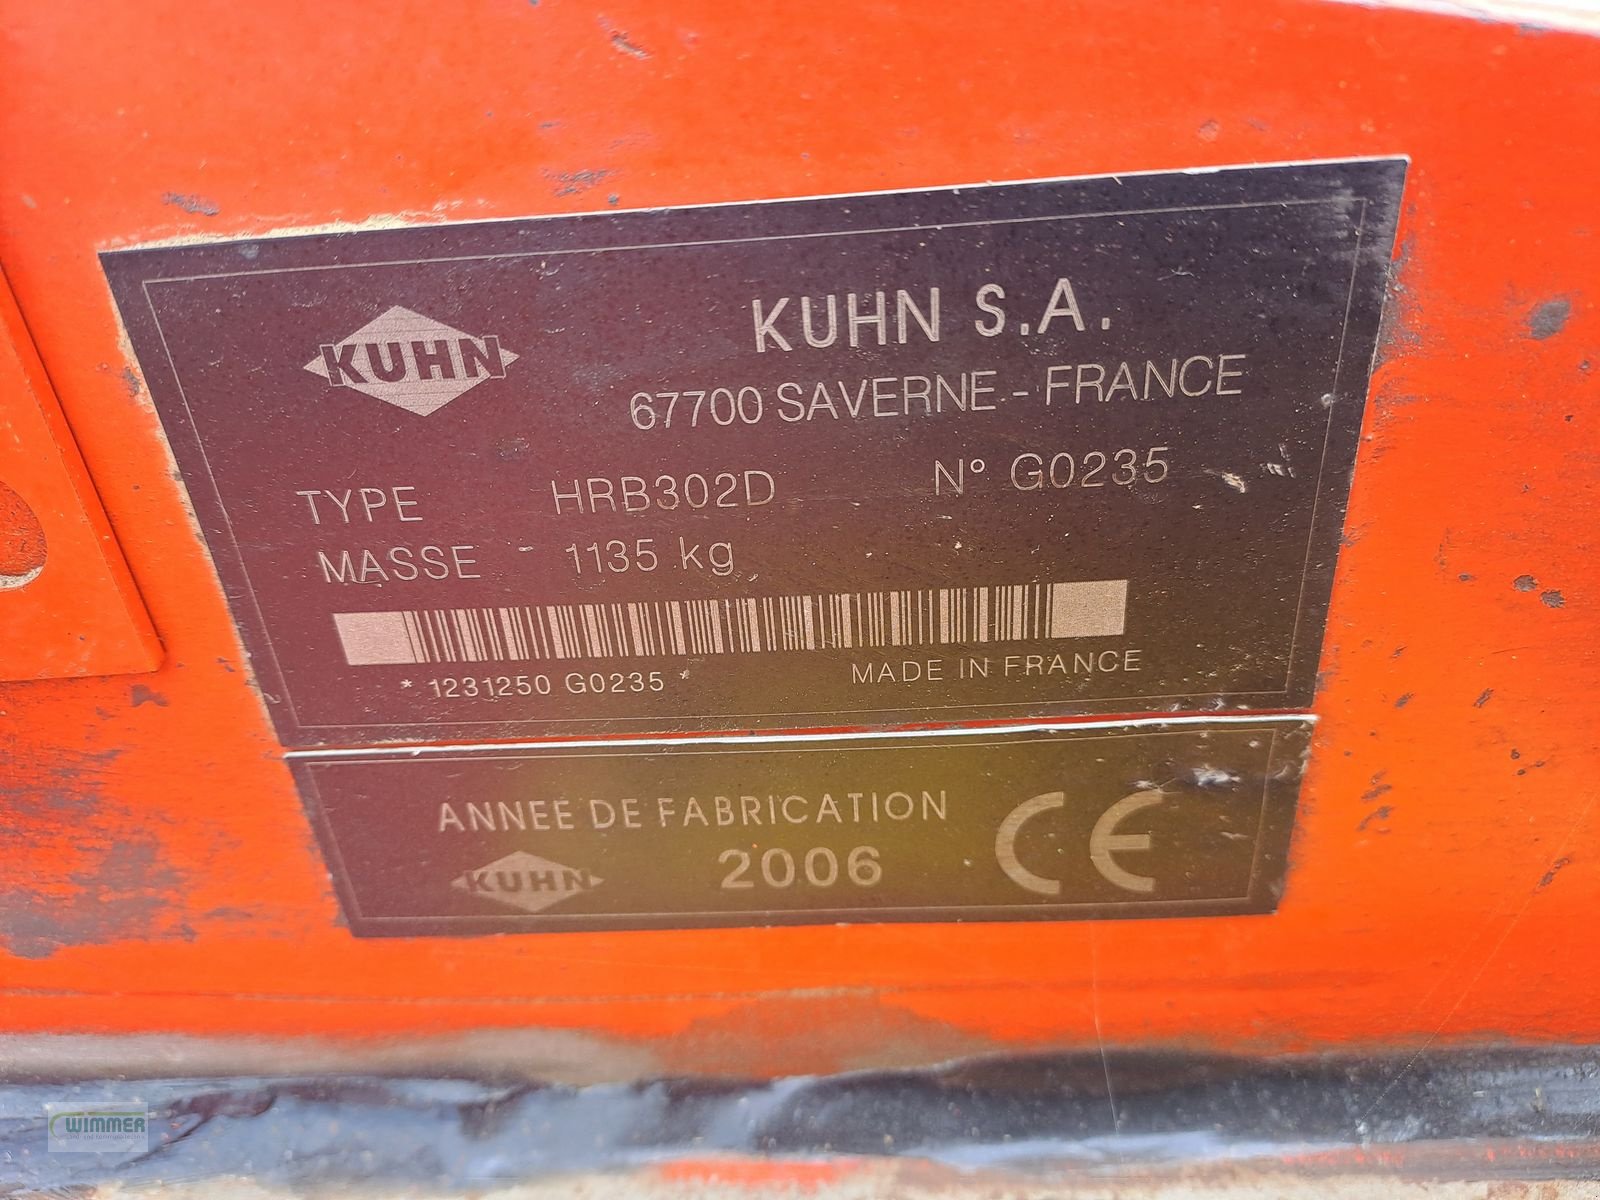 KUHN
KUHN S.A.
67700 SAVERNE - FRANCE
TYPE HRB302D N° G0235
MASSE 1135 kg
* 1231250 G0235 *
MADE IN FRANCE
ANNEE DE FABRICATION
KUHN 2006 CE
WIMMER